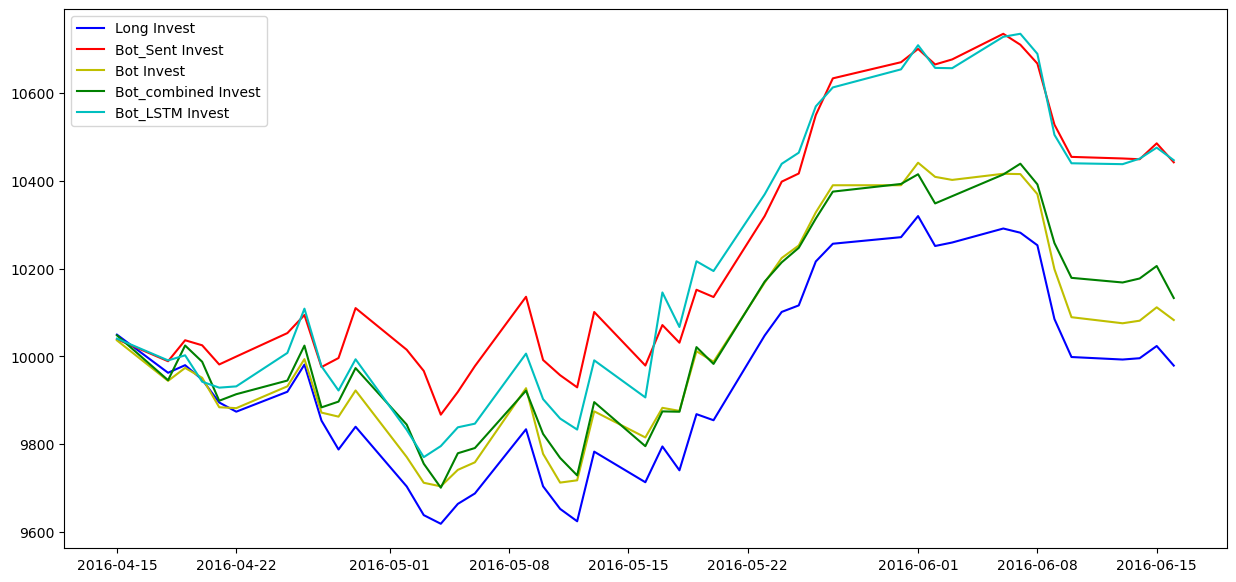 Long Invest
Bot_Sent Invest
Bot Invest
Bot_combined Invest
Bot_LSTM Invest
10600
10400
10200
10000
9800
9600
2016-04-15 2016-04-22 2016-05-01 2016-05-08 2016-05-15 2016-05-22 2016-06-01 2016-06-08 2016-06-15